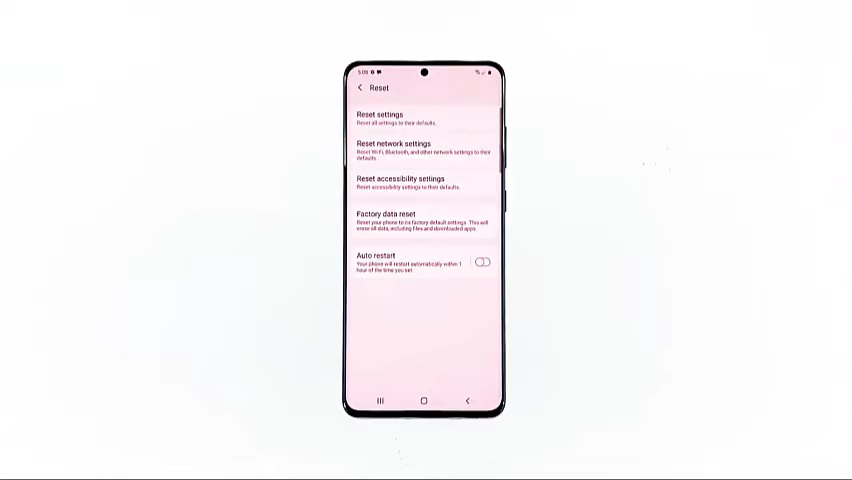 5:08
Reset
Reset settings
Reset all settings to their defaults.
Reset network settings
Reset Wi-Fi, Bluetooth, and other network settings to their
defaults.
Reset accessibility settings
Reset accessibility settings to their defaults.
Factory data reset
Reset your phone to its factory default settings. This will
erase all data, including files and downloaded apps.
Auto restart
Your phone will restart automatically within 1
hour of the time you set.